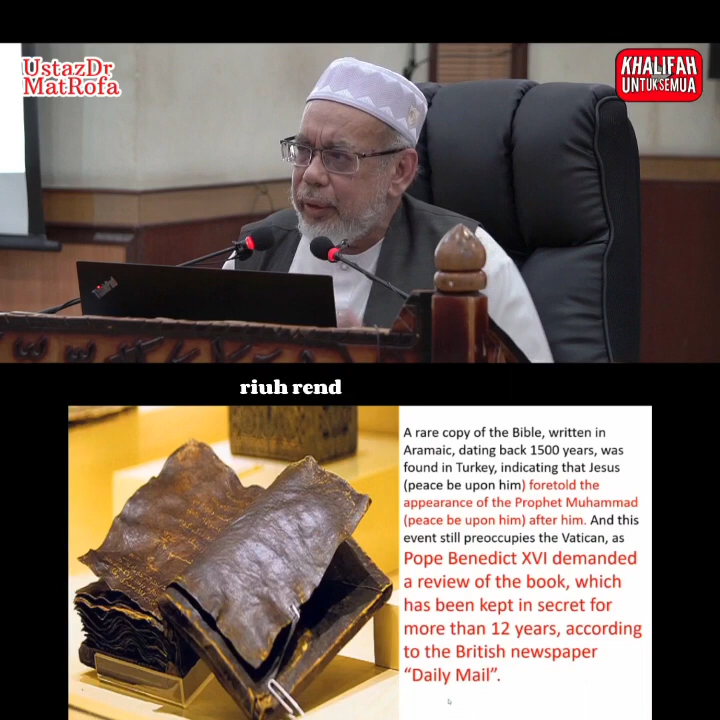 UstazDr
MatRofa
KHALIFAH
UNTUK SEMUA
riuh rend
A rare copy of the Bible, written in
Aramaic, dating back 1500 years, was
found in Turkey, indicating that Jesus
(peace be upon him) foretold the
appearance of the Prophet Muhammad
(peace be upon him) after him. And this
event still preoccupies the Vatican, as
Pope Benedict XVI demanded
a review of the book, which
has been kept in secret for
more than 12 years, according
to the British newspaper
“Daily Mail”.